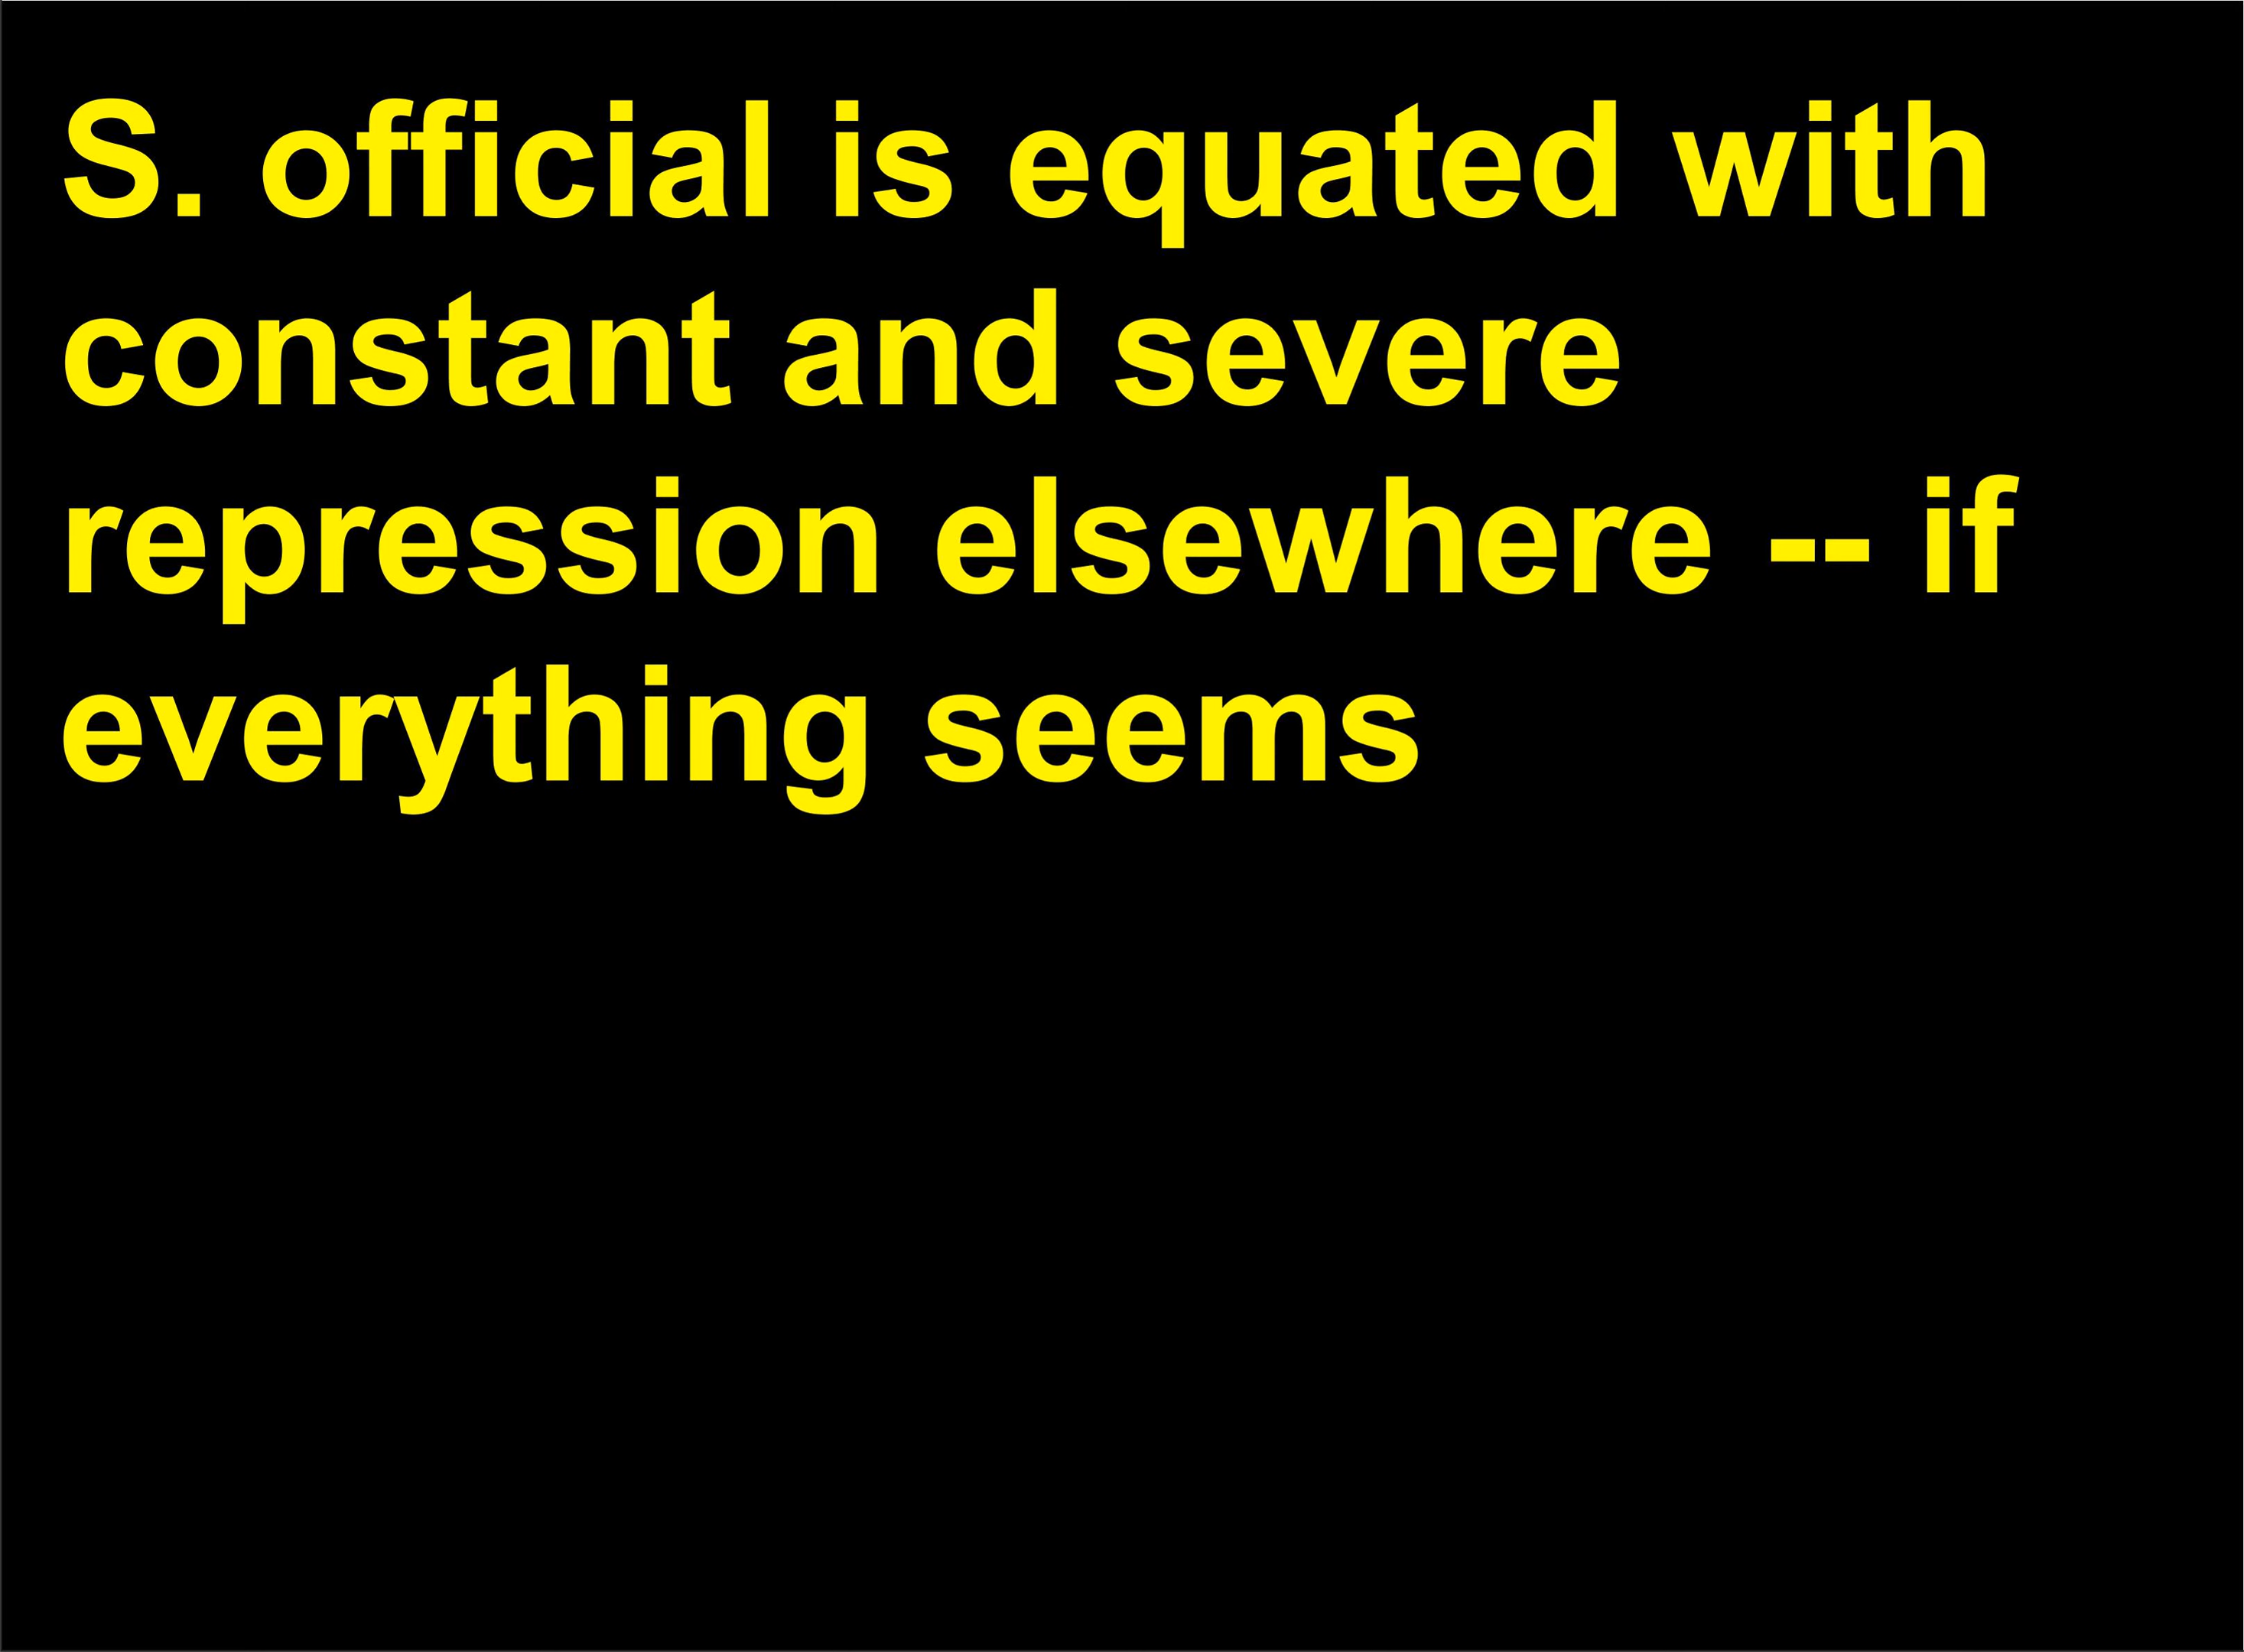 S. official is equated with
constant and severe
repression elsewhere -- if
everything seems